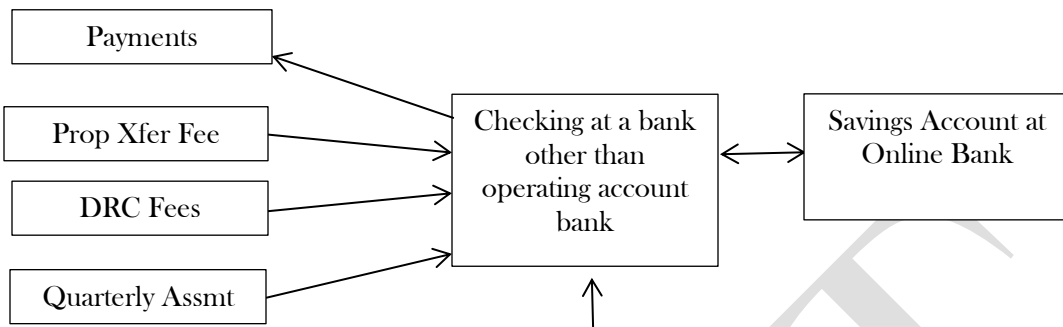 Payments
Prop Xfer Fee
DRC Fees
Quarterly Assmt
Checking at a bank
other than
operating account
bank
Savings Account at
Online Bank